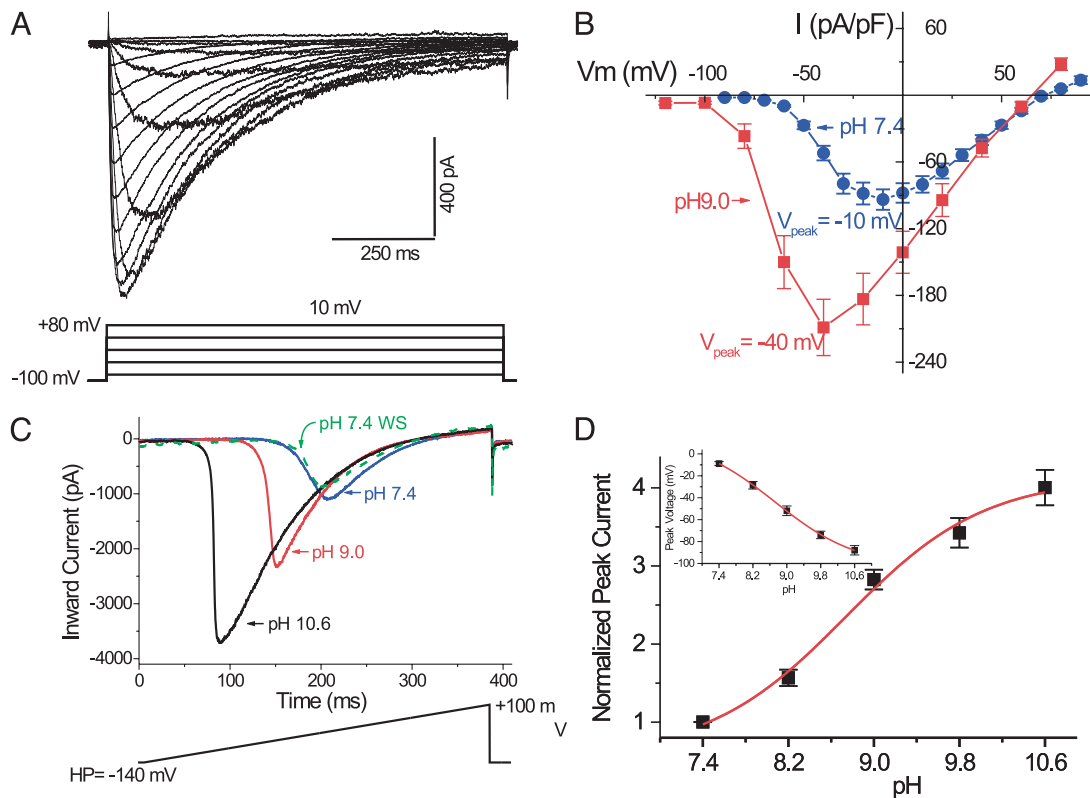 A
400 pA
250 ms
10 mV
+80 mV
-100 mV
B
I (pA/pF)
Vm (mV)
60
-100
-50
50
pH 7.4
-60
pH9.0
Vpeak= -10 mV
-120
-180
Vpeak= -40 mV
-240
C
pH 7.4 WS
0
pH 7.4
-1000
pH 9.0
-2000
-3000
pH 10.6
-4000
Inward Current (pA)
0
100
200
300
400
Time (ms)
+100 m
V
HP= -140 mV
D
Normalized Peak Current
4
3
2
1
7.4
8.2
9.0
9.8
10.6
pH
Peak Voltage (mV)
0
-20
-40
-60
-80
-100
7.4
8.2
9.0
9.8
10.6
pH